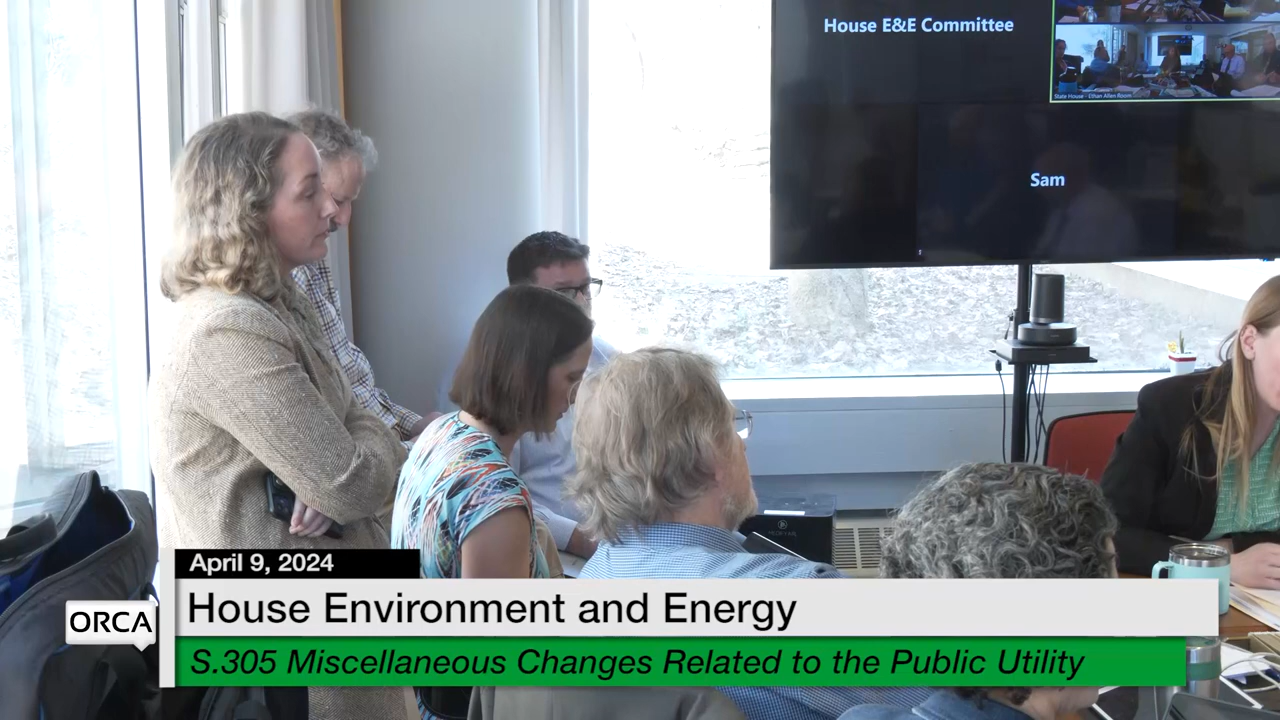 House E&E Committee
State House - Ethan Allen Room
Sam
April 9, 2024
House Environment and Energy
ORCA
S.305 Miscellaneous Changes Related to the Public Utility